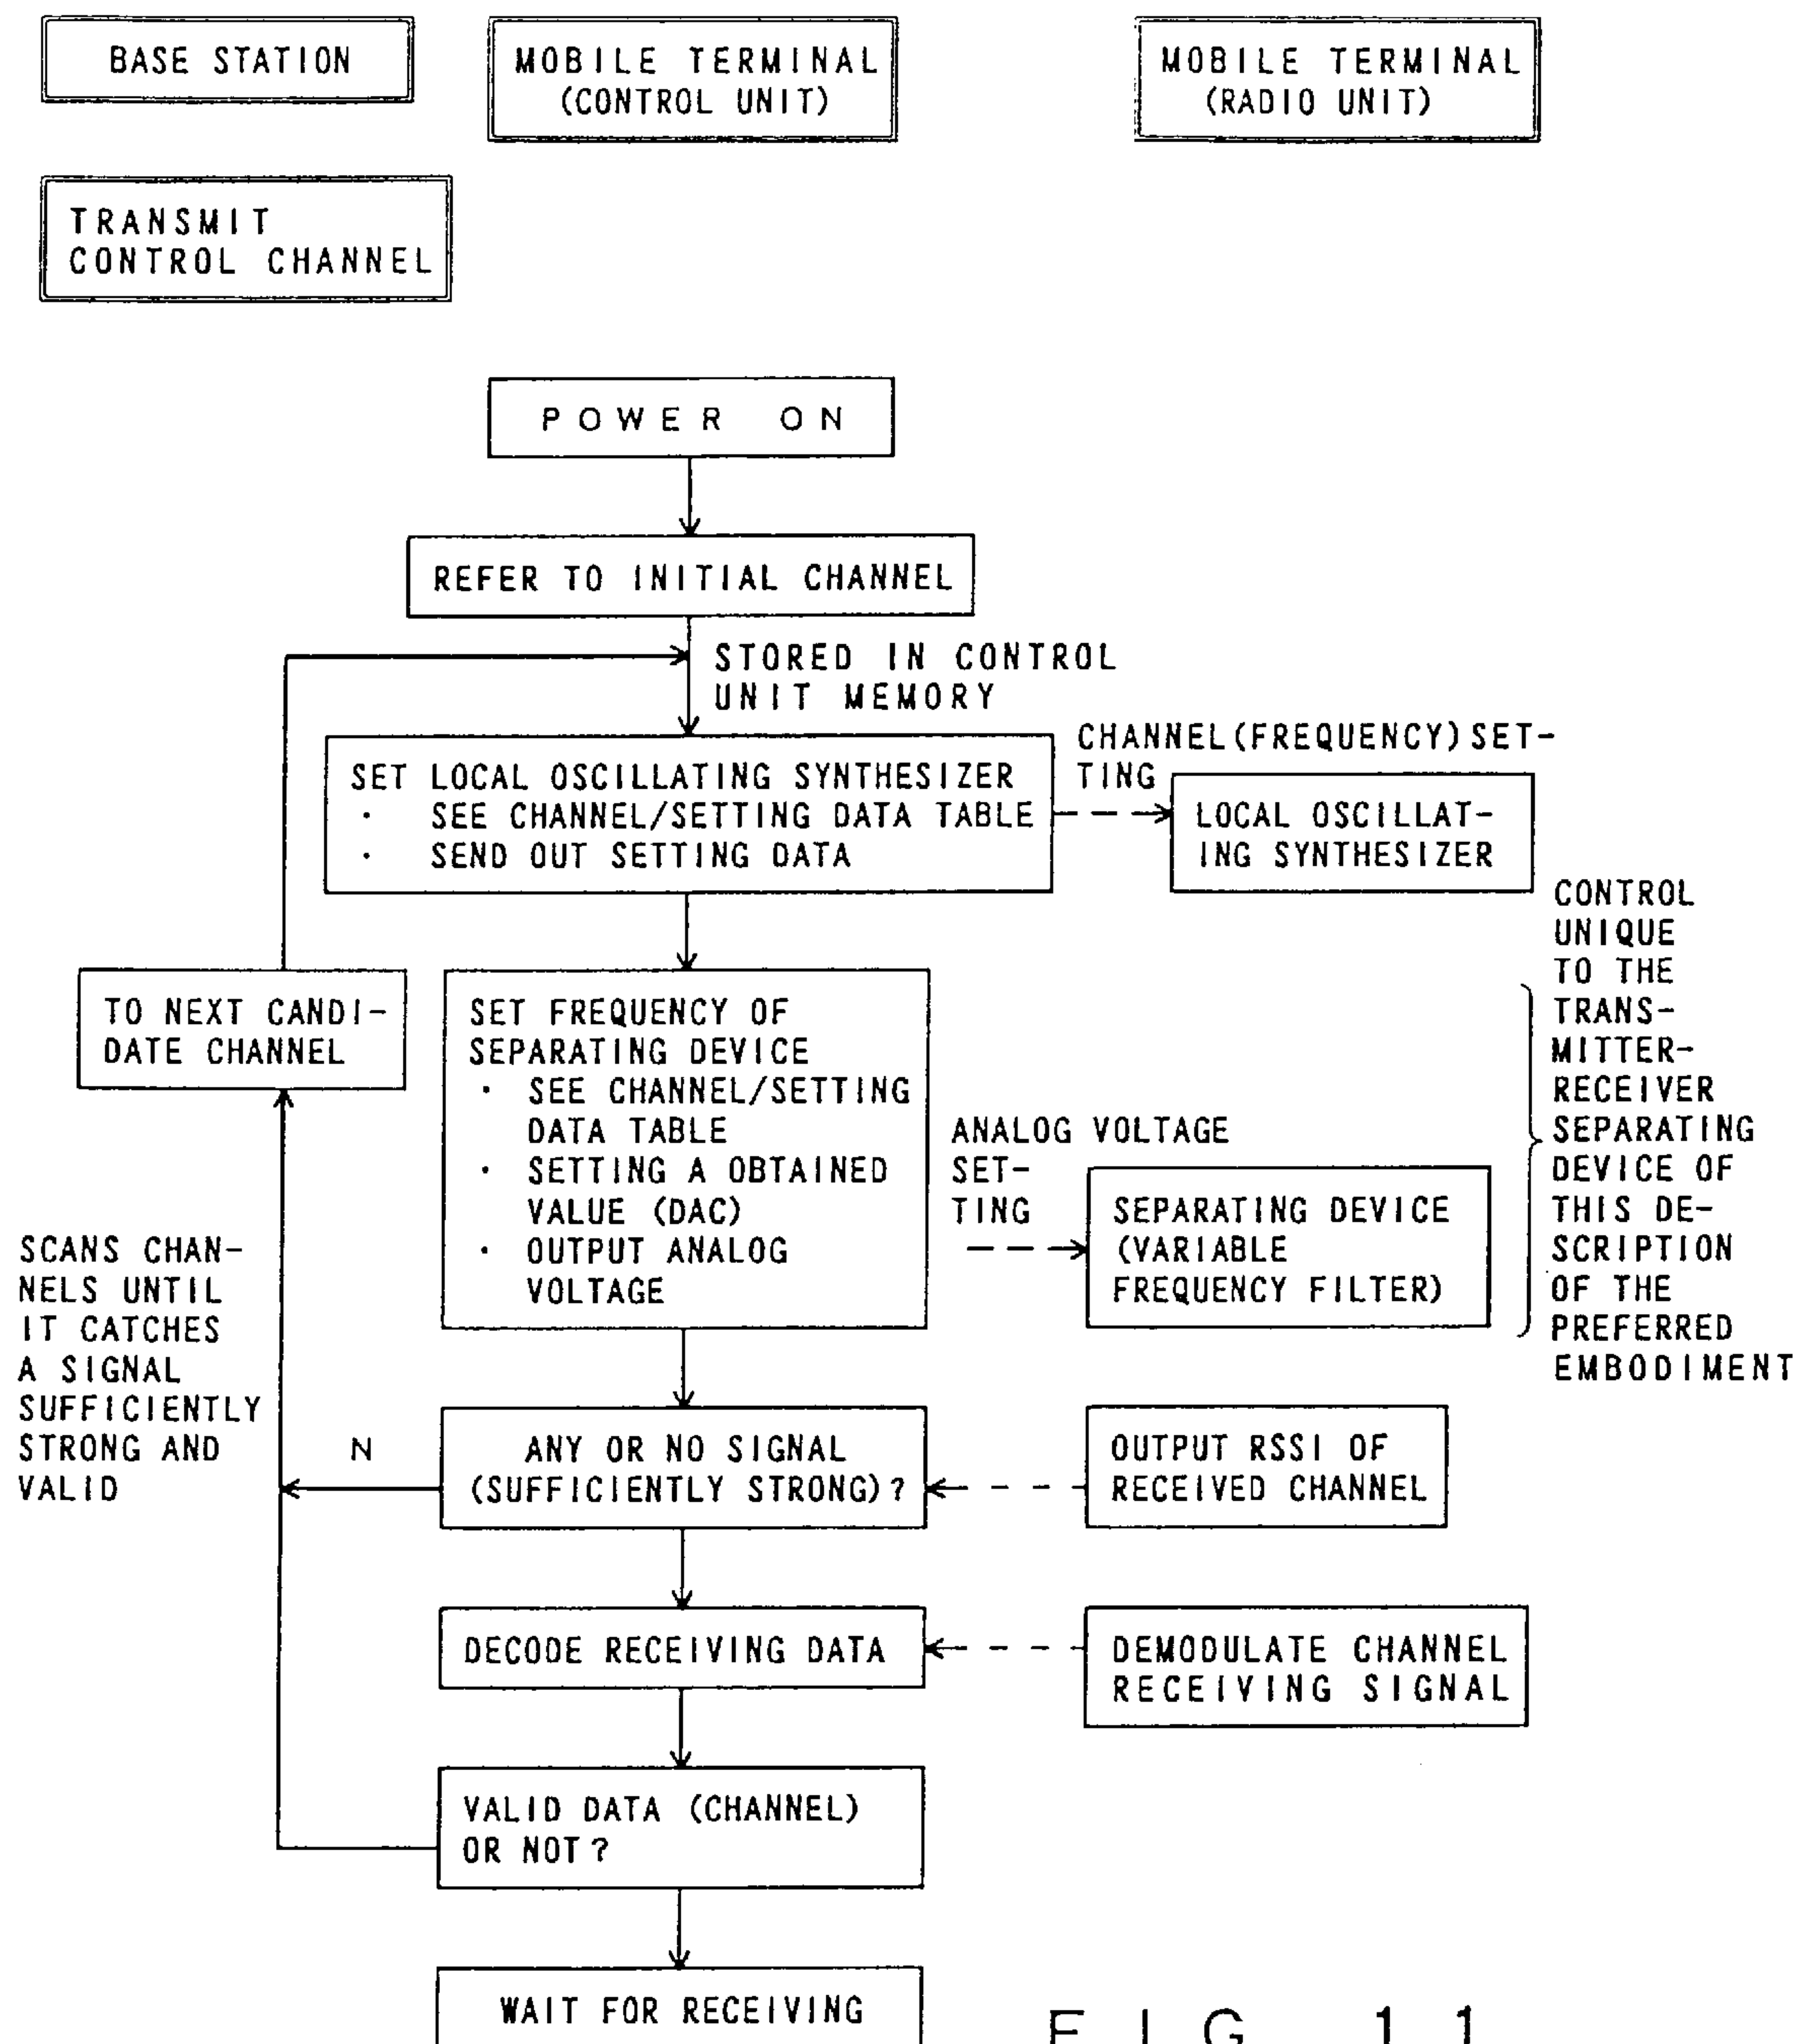 BASE STATION
MOBILE TERMINAL
(CONTROL UNIT)
MOBILE TERMINAL
(RADIO UNIT)
TRANSMIT
CONTROL CHANNEL
POWER ON
REFER TO INITIAL CHANNEL
STORED IN CONTROL
UNIT MEMORY
SET LOCAL OSCILLATING SYNTHESIZER
· SEE CHANNEL/SETTING DATA TABLE
· SEND OUT SETTING DATA
CHANNEL(FREQUENCY)SET-
TING
LOCAL OSCILLAT-
ING SYNTHESIZER
TO NEXT CANDI-
DATE CHANNEL
SET FREQUENCY OF
SEPARATING DEVICE
· SEE CHANNEL/SETTING
DATA TABLE
· SETTING A OBTAINED
VALUE (DAC)
· OUTPUT ANALOG
VOLTAGE
ANALOG VOLTAGE
SET-
TING
SEPARATING DEVICE
(VARIABLE
FREQUENCY FILTER)
CONTROL
UNIQUE
TO THE
TRANS-
MITTER-
RECEIVER
SEPARATING
DEVICE OF
THIS DE-
SCRIPTION
OF THE
PREFERRED
EMBODIMENT
SCANS CHAN-
NELS UNTIL
IT CATCHES
A SIGNAL
SUFFICIENTLY
STRONG AND
VALID
N
ANY OR NO SIGNAL
(SUFFICIENTLY STRONG)?
OUTPUT RSSI OF
RECEIVED CHANNEL
DECODE RECEIVING DATA
DEMODULATE CHANNEL
RECEIVING SIGNAL
VALID DATA (CHANNEL)
OR NOT?
WAIT FOR RECEIVING
FIG. 11